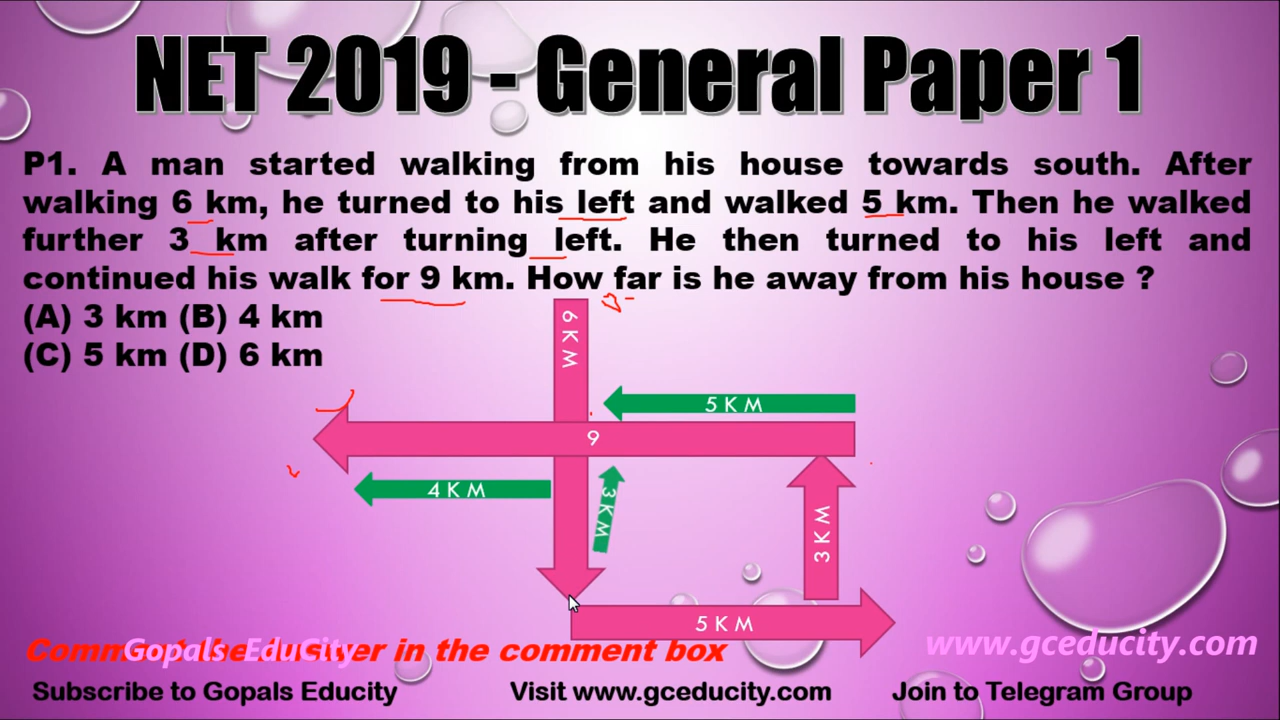 NET 2019 - General Paper 1
P1. A man started walking from his house towards south. After
walking 6 km, he turned to his left and walked 5 km. Then he walked
further 3 km after turning left. He then turned to his left and
continued his walk for 9 km. How far is he away from his house ?
(A) 3 km (B) 4 km
(C) 5 km (D) 6 km
6 KM
5 KM
9
4 KM
3 KM
3 KM
5 KM
Comment the Answer in the comment box
Gopals EduCity
www.gceducity.com
Subscribe to Gopals Educity Visit www.gceducity.com Join to Telegram Group